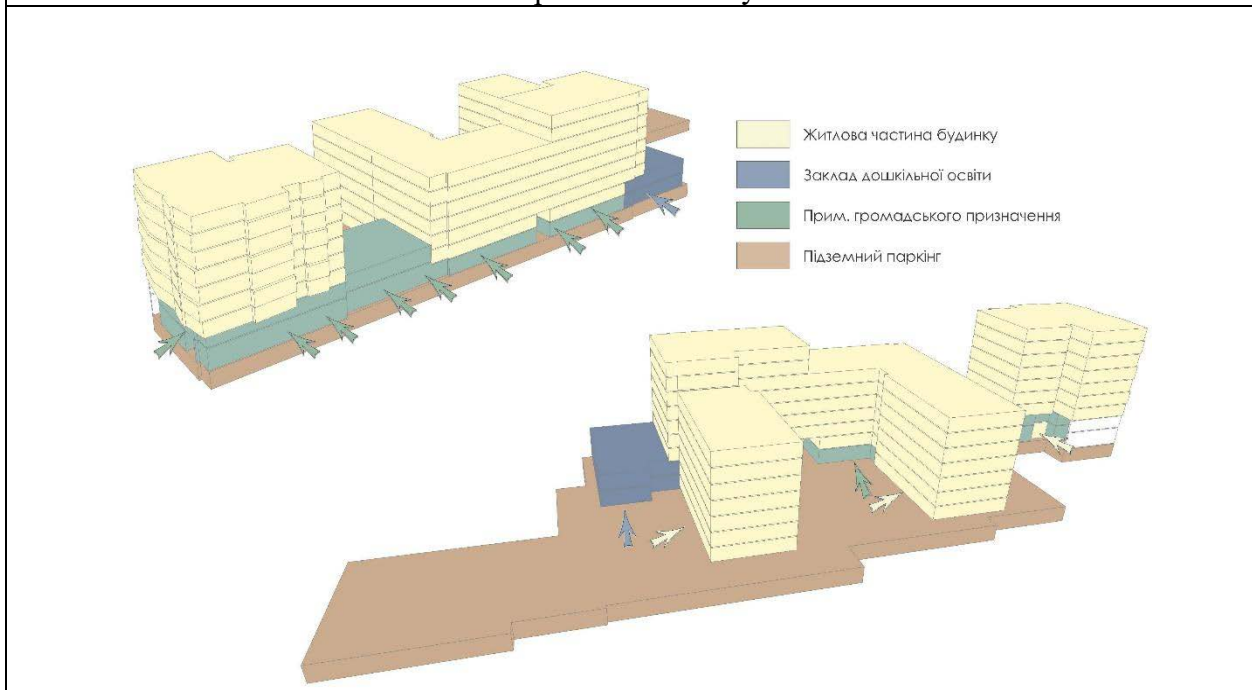 Житлова частина будинку
Заклад дошкільної освіти
Прим. громадського призначення
Підземний паркінг